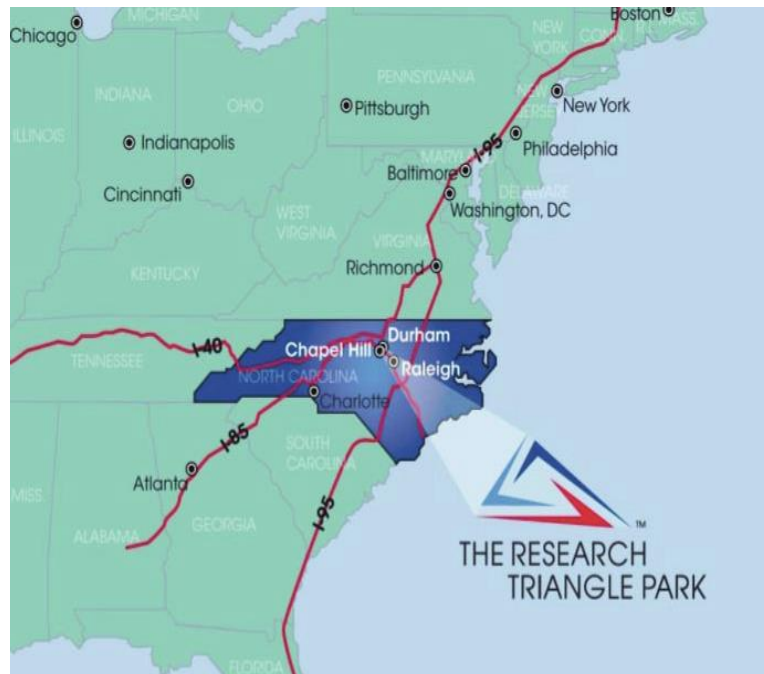 MICHIGAN
Boston
MASS.
Chicago
NEW
YORK
CONN.
R.I.
PENNSYLVANIA
NEW
JERSEY
New York
INDIANA
OHIO
Pittsburgh
ILLINOIS
Indianapolis
I-95
Philadelphia
MARYLAND
Baltimore
Cincinnati
DELAWARE
Washington, DC
WEST
VIRGINIA
VIRGINIA
Richmond
KENTUCKY
Durham
I-40
Chapel Hill
TENNESSEE
Raleigh
NORTH CAROLINA
Charlotte
I-85
SOUTH
CAROLINA
Atlanta
MISS.
I-95
ALABAMA
GEORGIA
TM
THE RESEARCH
TRIANGLE PARK
FLORIDA